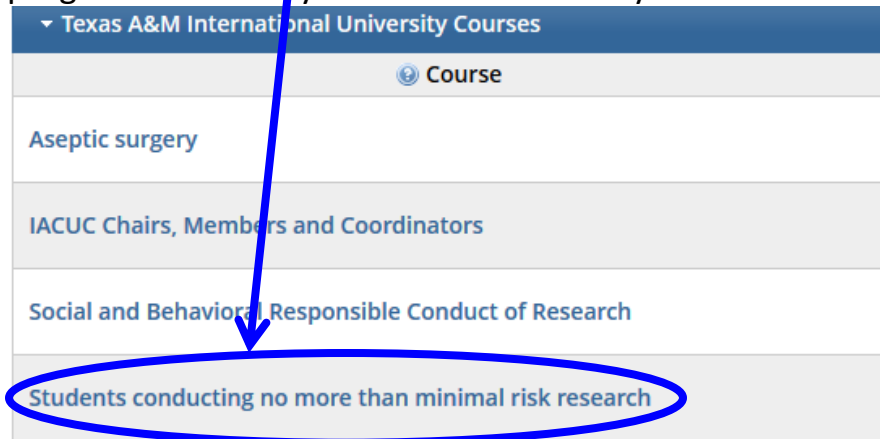 Texas A&M International University Courses
Course
Aseptic surgery
IACUC Chairs, Members and Coordinators
Social and Behavioral Responsible Conduct of Research
Students conducting no more than minimal risk research